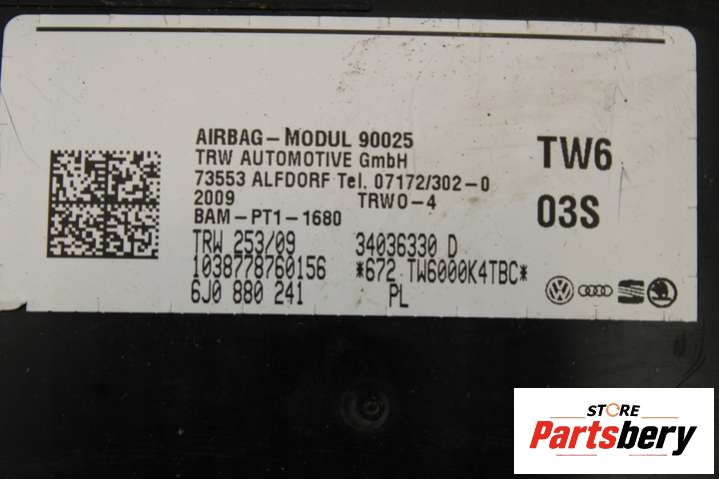 AIRBAG-MODUL 90025
TRW AUTOMOTIVE GmbH
73553 ALFDORF Tel. 07172/302-0
2009 TRWO-4
BAM-PT1-1680
TRW 253/09 34036330 D
1038778760156 *672 TW6000K4TBC*
6J0 880 241 PL
TW6
03S
STORE
Partsbery